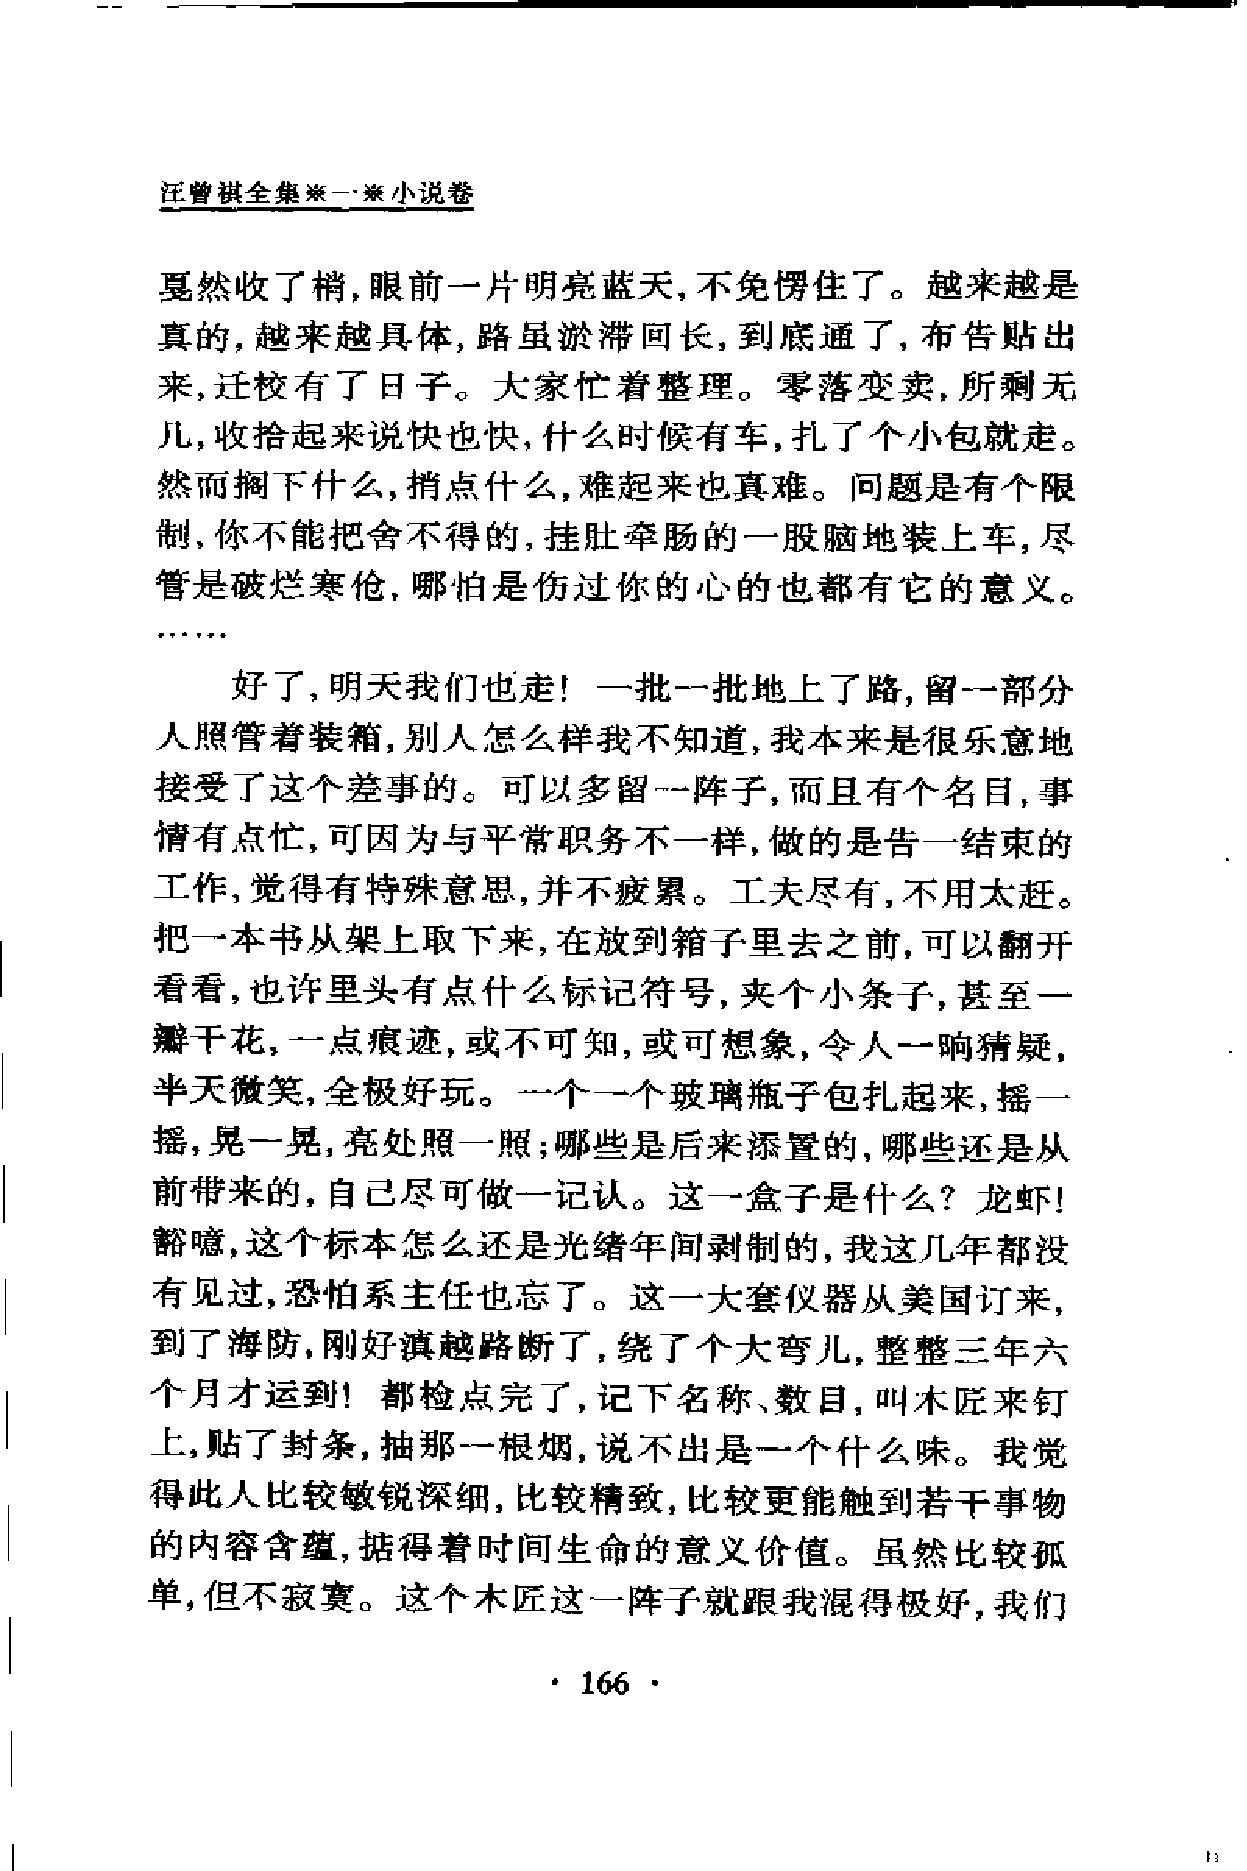 汪曾祺全集※一※小说卷
戛然收了梢,眼前一片明亮蓝天,不免愣住了。越来越是
真的,越来越具体,路虽淤滞回长,到底通了,布告贴出
来,迁校有了日子。大家忙着整理。零落变卖,所剩无
几,收拾起来说快也快,什么时候有车,扎了个小包就走。
然而搁下什么,捎点什么,难起来也真难。问题是有个限
制,你不能把舍不得的,挂肚牵肠的一股脑地装上车,尽
管是破烂寒伧,哪怕是伤过你的心的也都有它的意义。
……
好了,明天我们也走!一批一批地上了路,留一部分
人照管着装箱,别人怎么样我不知道,我本来是很乐意地
接受了这个差事的。可以多留一阵子,而且有个名目,事
情有点忙,可因为与平常职务不一样,做的是告一结束的
工作,觉得有特殊意思,并不疲累。工夫尽有,不用太赶。
把一本书从架上取下来,在放到箱子里去之前,可以翻开
看看,也许里头有点什么标记符号,夹个小条子,甚至一
瓣干花,一点痕迹,或不可知,或可想象,令人一晌猜疑,
半天微笑,全极好玩。一个一个玻璃瓶子包扎起来,摇一
摇,晃一晃,亮处照一照;哪些是后来添置的,哪些还是从
前带来的,自己尽可做一记认。这一盒子是什么?龙虾!
豁噫,这个标本怎么还是光绪年间剥制的,我这几年都没
有见过,恐怕系主任也忘了。这一大套仪器从美国订来,
到了海防,刚好滇越路断了,绕了个大弯儿,整整三年六
个月才运到!都检点完了,记下名称、数目,叫木匠来钉
上,贴了封条,抽那一根烟,说不出是一个什么味。我觉
得此人比较敏锐深细,比较精致,比较更能触到若干事物
的内容含蕴,掂得着时间生命的意义价值。虽然比较孤
单,但不寂寞。这个木匠这一阵子就跟我混得极好,我们
· 166 ·